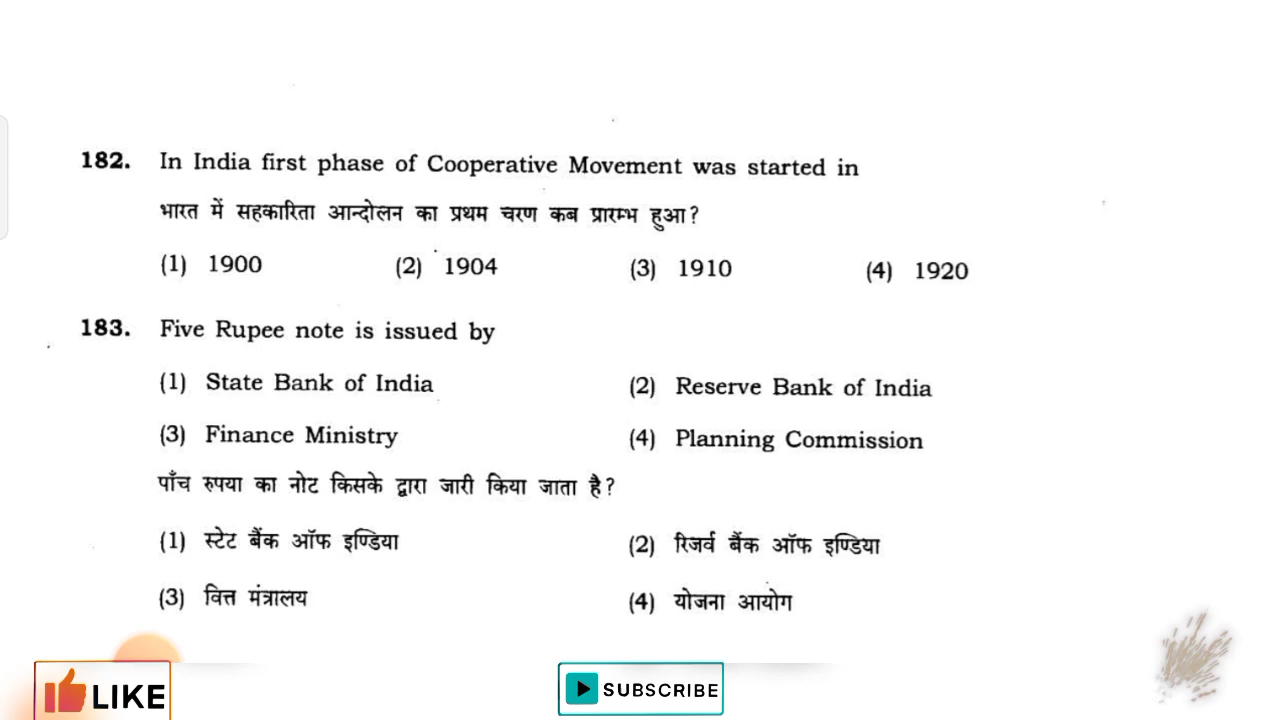 182. In India first phase of Cooperative Movement was started in
भारत में सहकारिता आन्दोलन का प्रथम चरण कब प्रारम्भ हुआ?
(1) 1900 (2) 1904 (3) 1910 (4) 1920
183. Five Rupee note is issued by
(1) State Bank of India (2) Reserve Bank of India
(3) Finance Ministry (4) Planning Commission
पाँच रुपया का नोट किसके द्वारा जारी किया जाता है?
(1) स्टेट बैंक ऑफ इण्डिया (2) रिजर्व बैंक ऑफ इण्डिया
(3) वित्त मंत्रालय (4) योजना आयोग
LIKE SUBSCRIBE